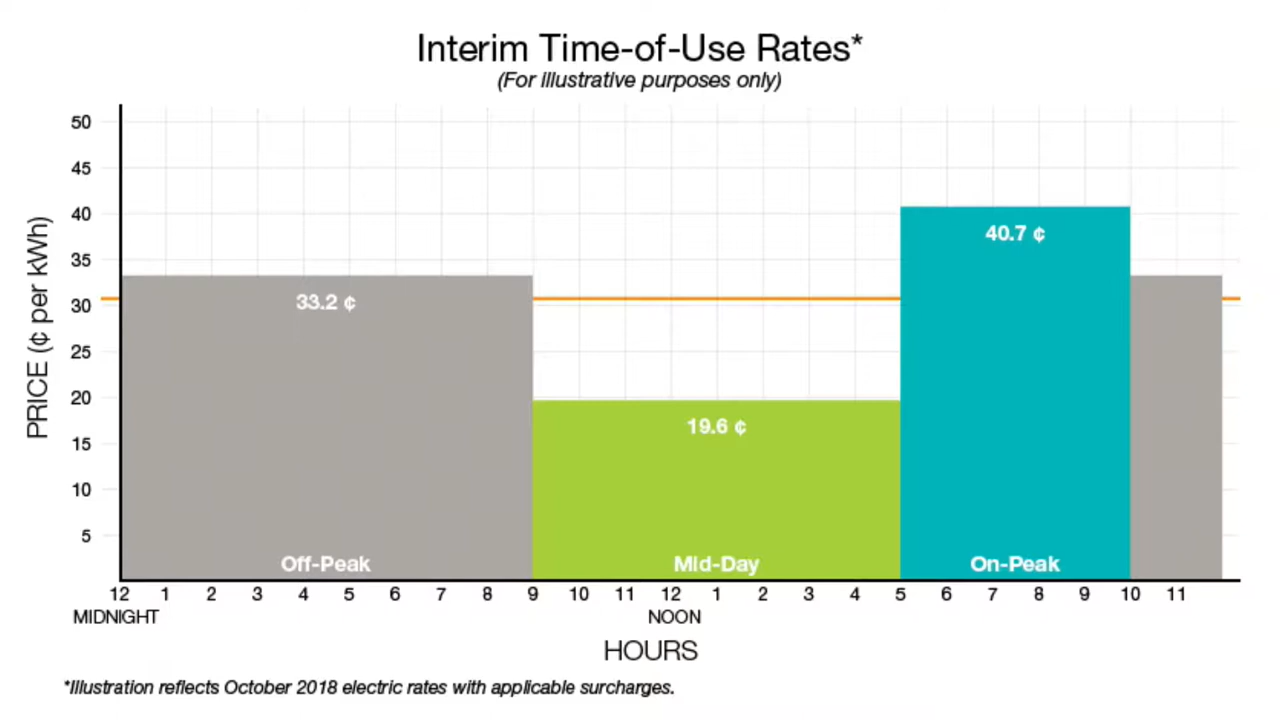 Interim Time-of-Use Rates*
(For illustrative purposes only)
PRICE (¢ per kWh)
50
45
40
35
30
25
20
15
10
5
40.7 ¢
33.2 ¢
19.6 ¢
Off-Peak
Mid-Day
On-Peak
12 1 2 3 4 5 6 7 8 9 10 11 12 1 2 3 4 5 6 7 8 9 10 11
MIDNIGHT
NOON
HOURS
*Illustration reflects October 2018 electric rates with applicable surcharges.